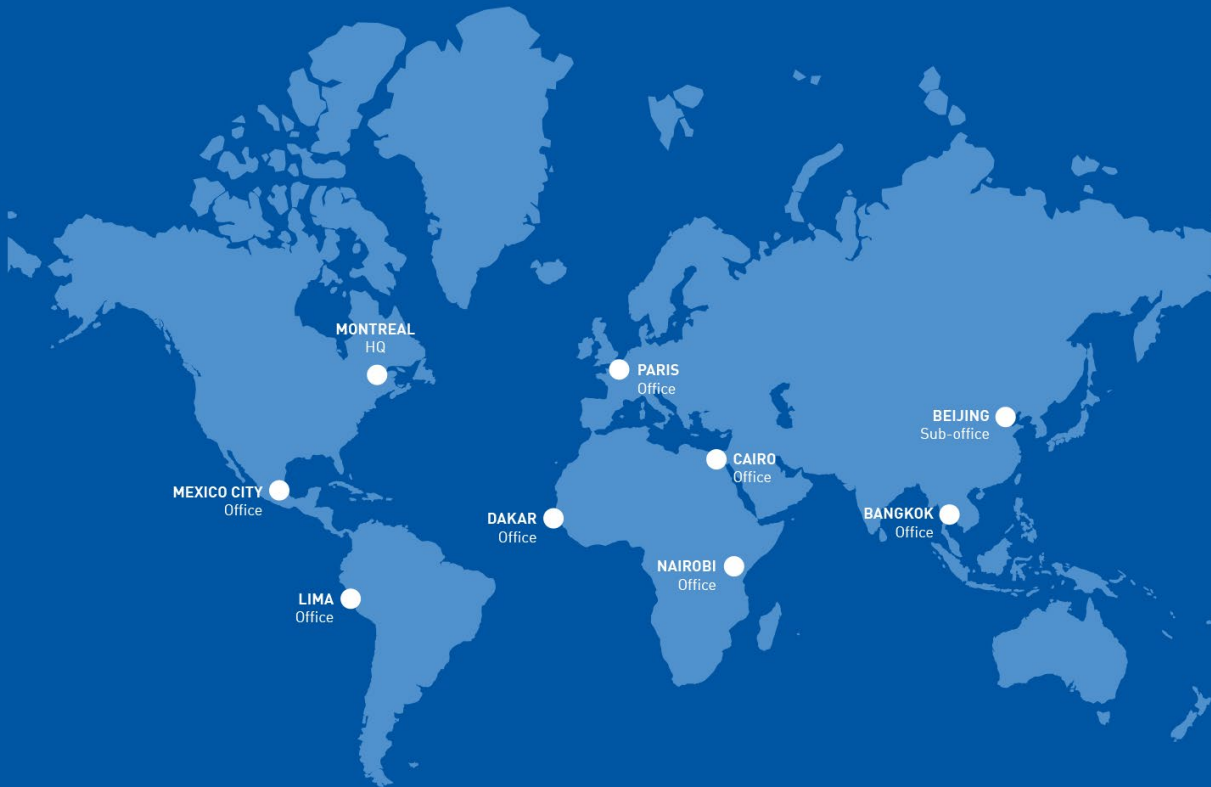 MONTREAL
HQ
PARIS
Office
BEIJING
Sub-office
CAIRO
Office
MEXICO CITY
Office
DAKAR
Office
BANGKOK
Office
NAIROBI
Office
LIMA
Office